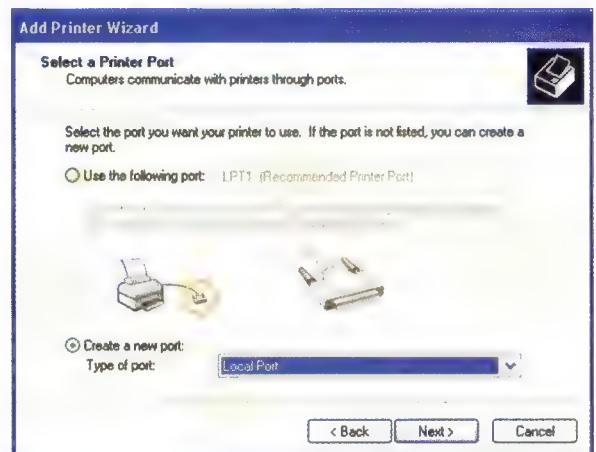 Add Printer Wizard
Select a Printer Port
Computers communicate with printers through ports.
Select the port you want your printer to use. If the port is not listed, you can create a
new port.
Use the following port: LPT1: (Recommended Printer Port)
Create a new port:
Type of port: Local Port
< Back Next > Cancel